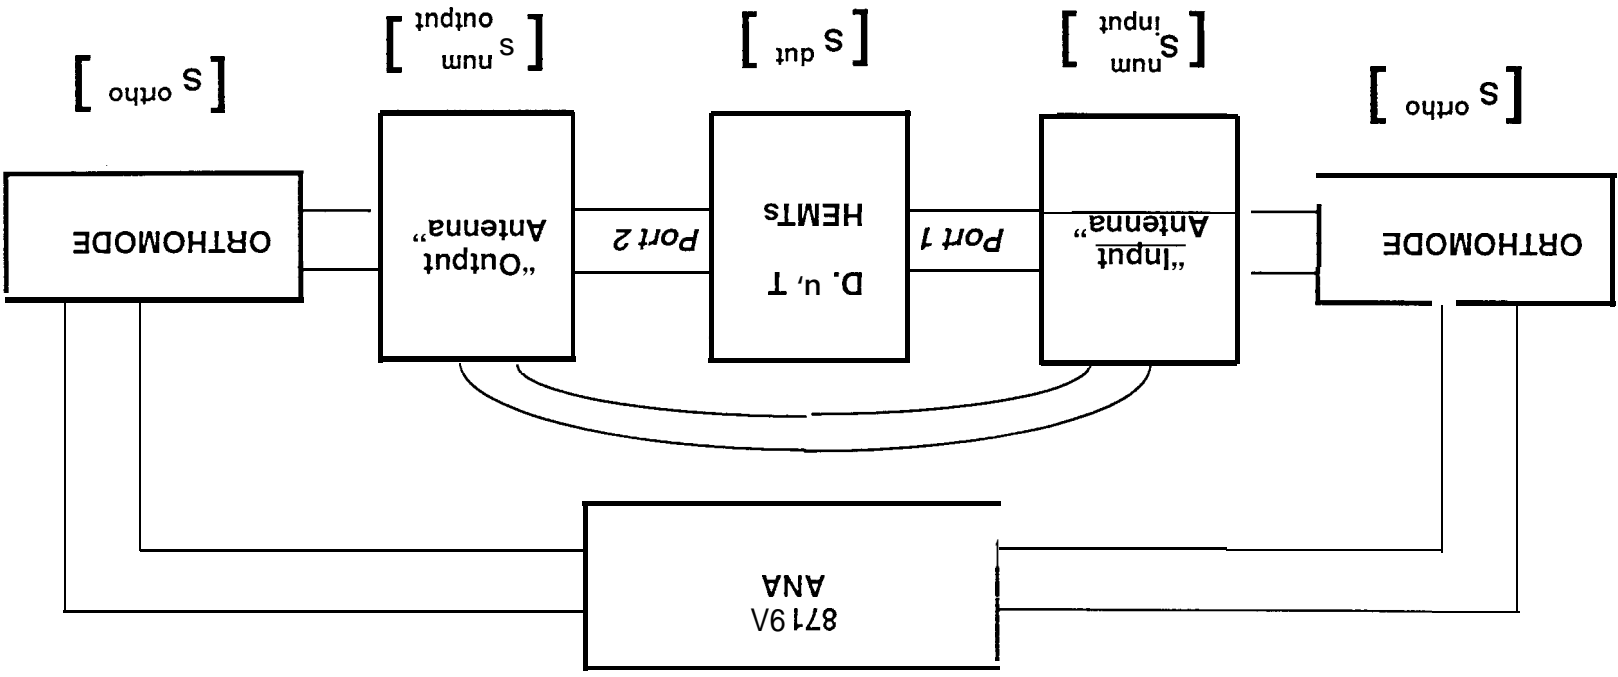 8719A
ANA
ORTHOMODE
“Input
Antenna”
Port 1
D. u, T
HEMTs
Port 2
“Output
Antenna”
ORTHOMODE
[ S ortho ]
[ S num input ]
[ S dut ]
[ S num output ]
[ S ortho ]